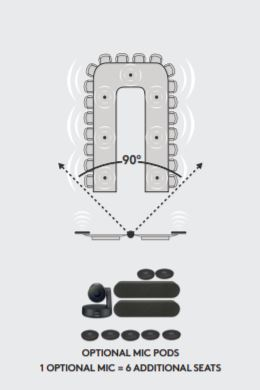 90°
OPTIONAL MIC PODS
1 OPTIONAL MIC = 6 ADDITIONAL SEATS